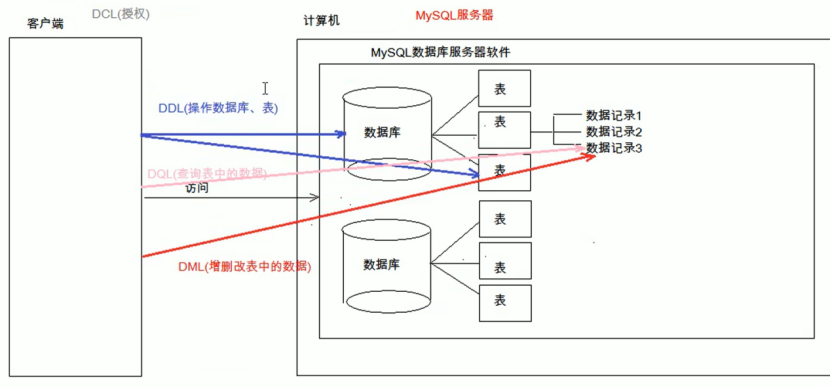 DCL(授权)
客户端
计算机
MySQL服务器
MySQL数据库服务器软件
DDL(操作数据库、表)
数据库
表
表
表
数据记录1
数据记录2
数据记录3
DQL(查询表中的数据)
访问
DML(增删改表中的数据)
数据库
表
表
表